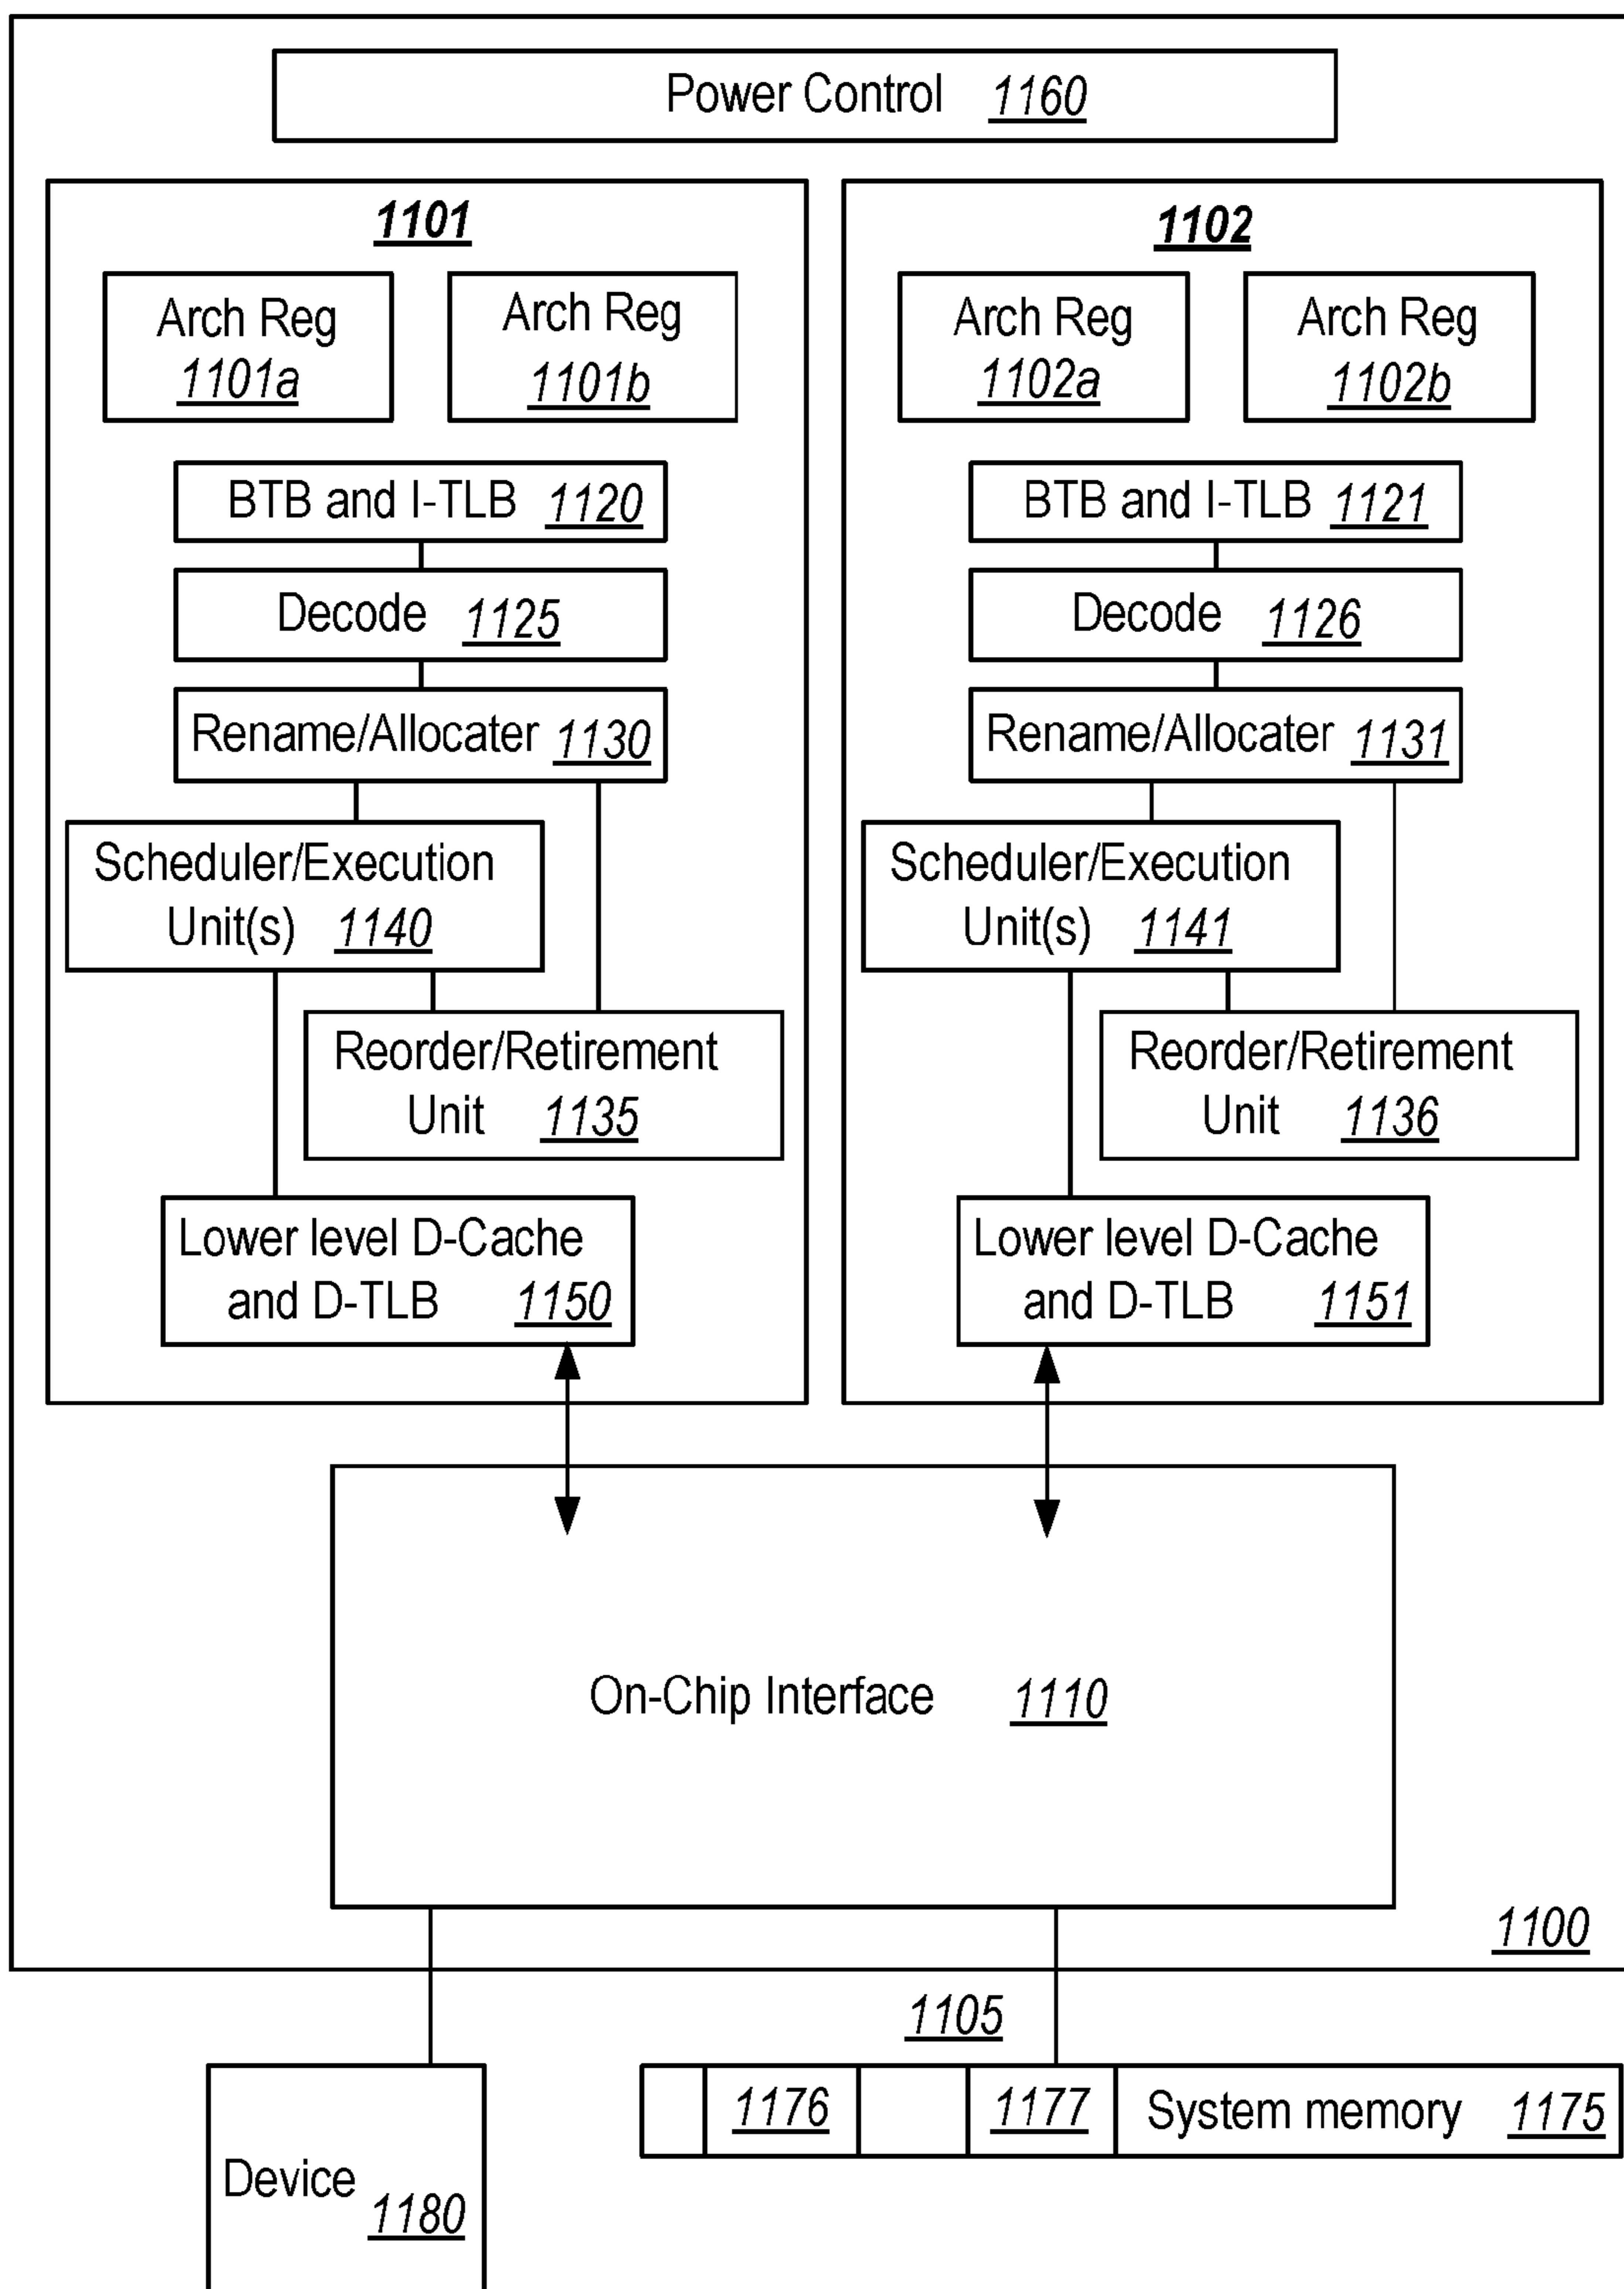 Power Control 1160
1101
Arch Reg
1101a
Arch Reg
1101b
BTB and I-TLB 1120
Decode 1125
Rename/Allocater 1130
Scheduler/Execution
Unit(s) 1140
Reorder/Retirement
Unit 1135
Lower level D-Cache
and D-TLB 1150
1102
Arch Reg
1102a
Arch Reg
1102b
BTB and I-TLB 1121
Decode 1126
Rename/Allocater 1131
Scheduler/Execution
Unit(s) 1141
Reorder/Retirement
Unit 1136
Lower level D-Cache
and D-TLB 1151
On-Chip Interface 1110
1100
1105
1176
1177
System memory 1175
Device 1180